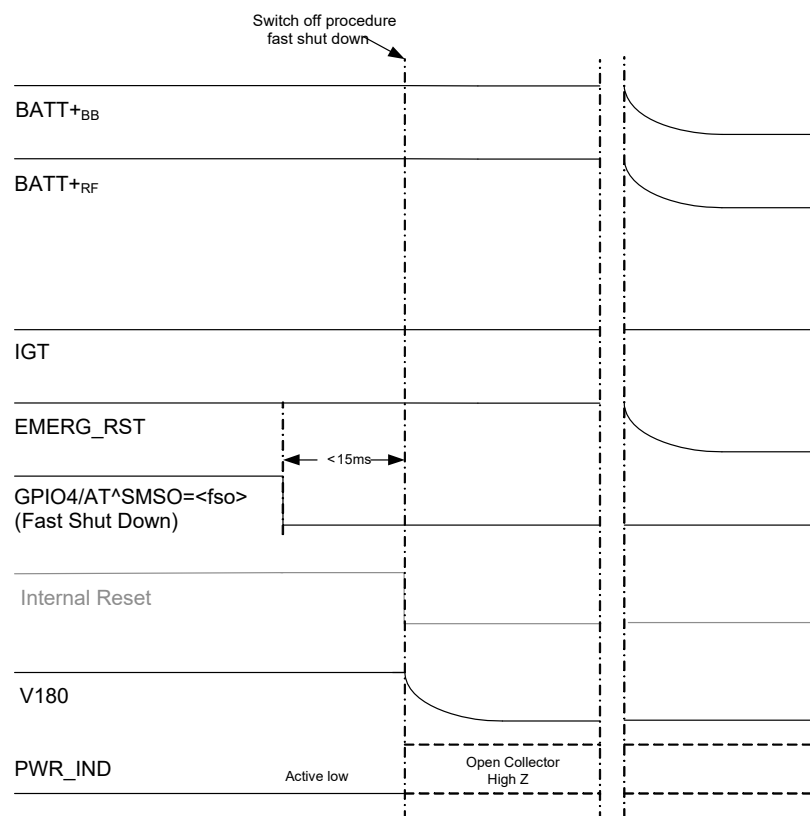 Switch off procedure
fast shut down
BATT+BB
BATT+RF
IGT
EMERG_RST
<15ms
GPIO4/AT^SMSO=<fso>
(Fast Shut Down)
Internal Reset
V180
PWR_IND
Active low
Open Collector
High Z